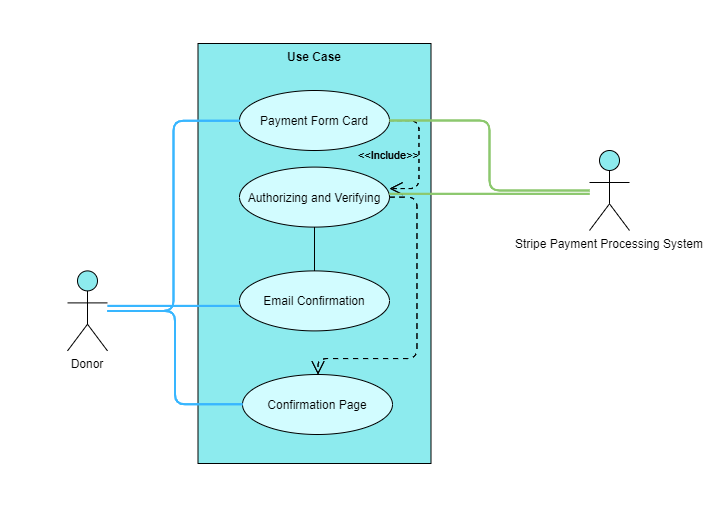 Use Case
Payment Form Card
<<Include>>
Authorizing and Verifying
Stripe Payment Processing System
Email Confirmation
Donor
Confirmation Page